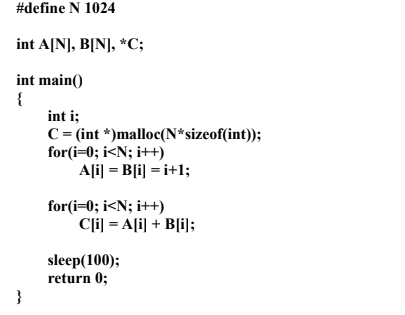 #define N 1024
int A[N], B[N], *C;
int main()
{
int i;
C = (int *)malloc(N*sizeof(int));
for(i=0; i<N; i++)
A[i] = B[i] = i+1;
for(i=0; i<N; i++)
C[i] = A[i] + B[i];
sleep(100);
return 0;
}